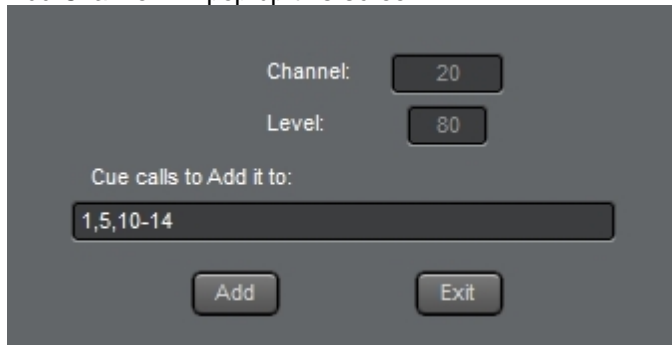 Channel: 20
Level: 80
Cue calls to Add it to:
1,5,10-14
Add Exit